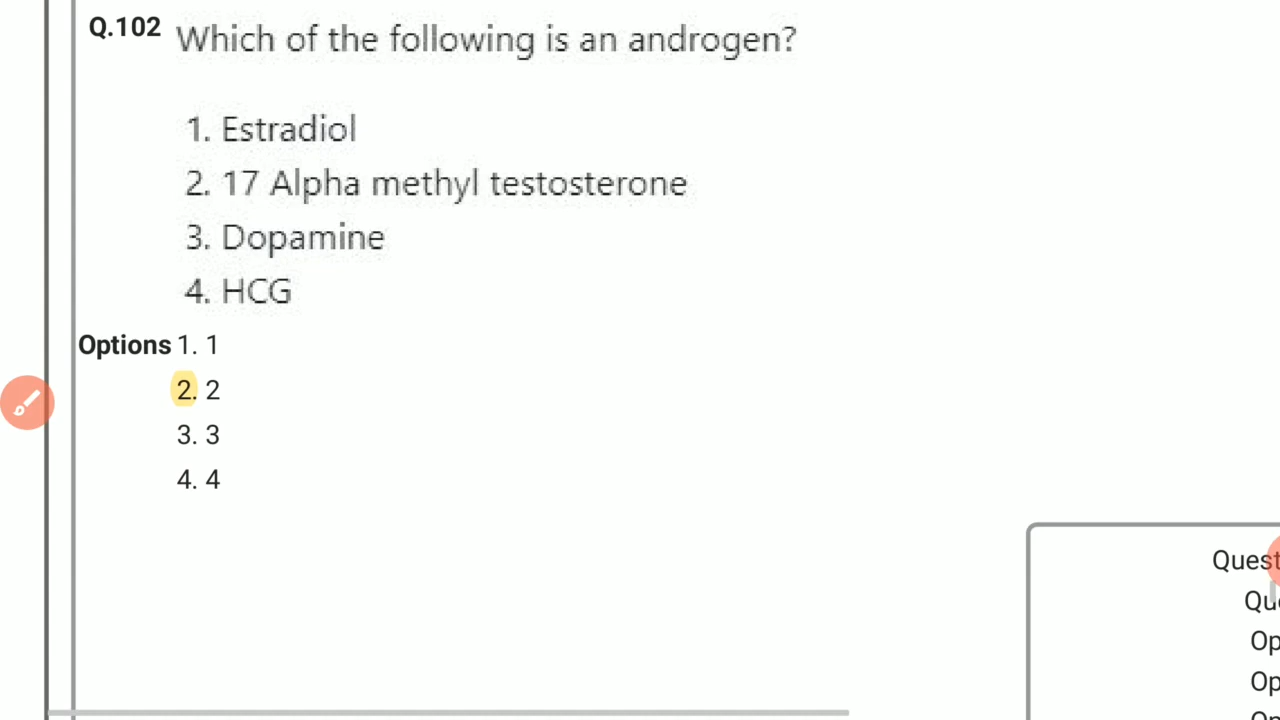 Q.102 Which of the following is an androgen?
1. Estradiol
2. 17 Alpha methyl testosterone
3. Dopamine
4. HCG
Options 1. 1
2. 2
3. 3
4. 4